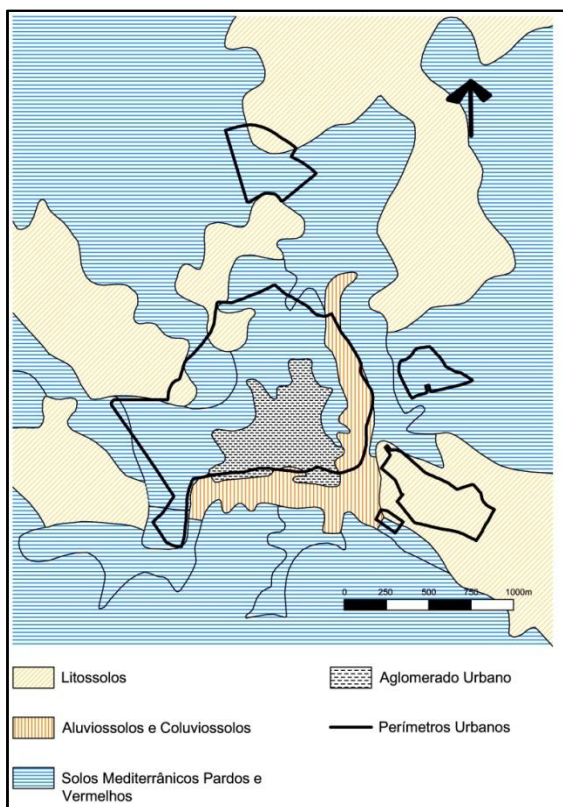 0 250 500 750 1000m
Litossolos
Aglomerado Urbano
Aluviossolos e Coluviossolos
Perímetros Urbanos
Solos Mediterrânicos Pardos e
Vermelhos